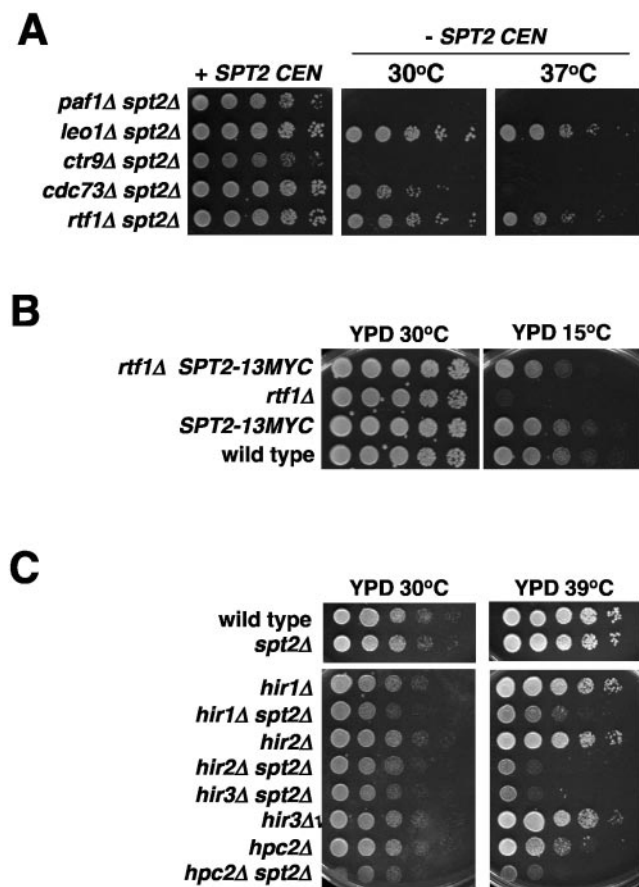 A
- SPT2 CEN
+ SPT2 CEN
30°C
37°C
paf1Δ spt2Δ
leo1Δ spt2Δ
ctr9Δ spt2Δ
cdc73Δ spt2Δ
rtf1Δ spt2Δ
B
YPD 30°C
YPD 15°C
rtf1Δ SPT2-13MYC
rtf1Δ
SPT2-13MYC
wild type
C
YPD 30°C
YPD 39°C
wild type
spt2Δ
hir1Δ
hir1Δ spt2Δ
hir2Δ
hir2Δ spt2Δ
hir3Δ spt2Δ
hir3Δ
hpc2Δ
hpc2Δ spt2Δ